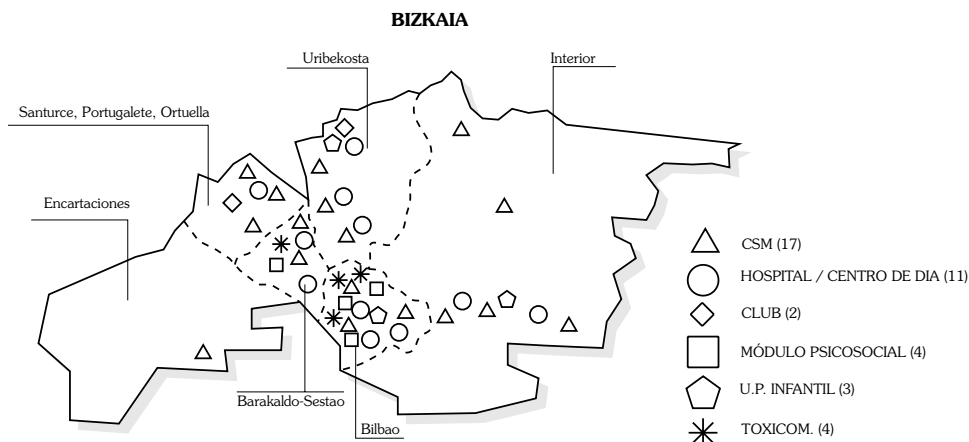 BIZKAIA
Uribekosta
Interior
Santurce, Portugalete, Ortuella
Encartaciones
CSM (17)
HOSPITAL / CENTRO DE DIA (11)
CLUB (2)
MÓDULO PSICOSOCIAL (4)
U.P. INFANTIL (3)
TOXICOM. (4)
Barakaldo-Sestao
Bilbao